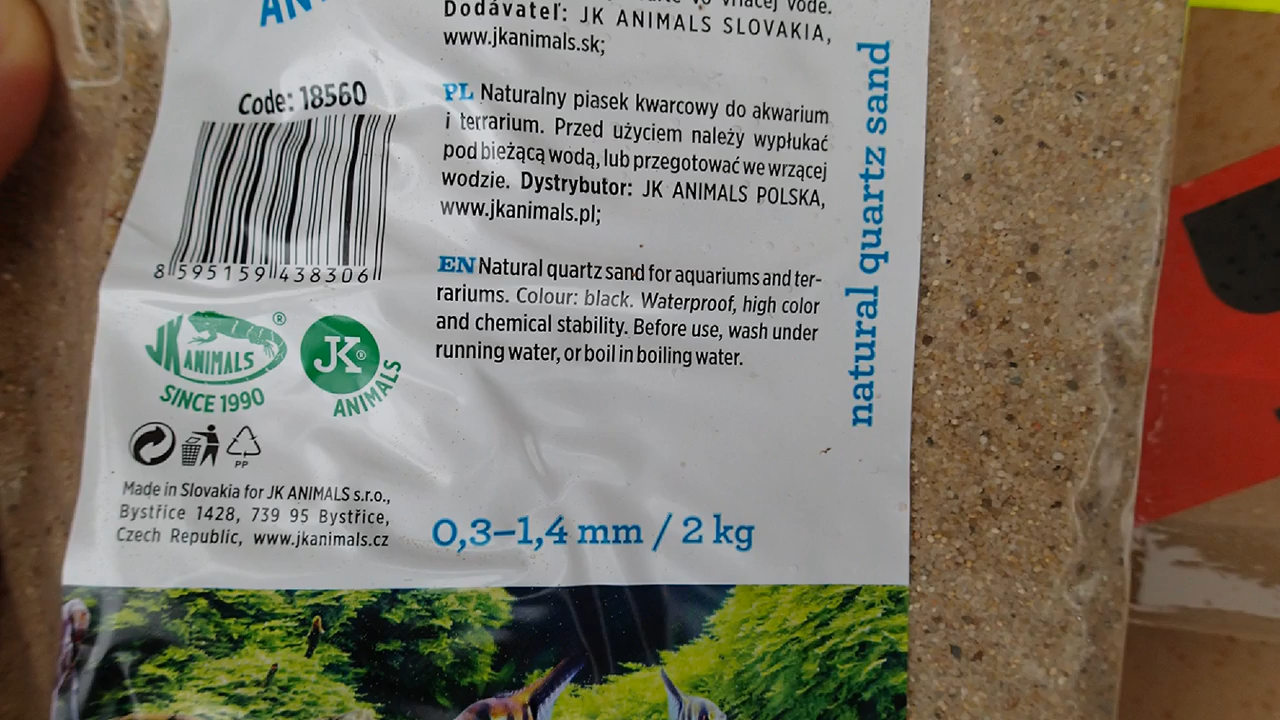 AN
vo vriacej vode.
Dodávateľ: JK ANIMALS SLOVAKIA,
www.jkanimals.sk;
Code: 18560
8 595159 438306
PL Naturalny piasek kwarcowy do akwarium
i terrarium. Przed użyciem należy wypłukać
pod bieżącą wodą, lub przegotować we wrzącej
wodzie. Dystrybutor: JK ANIMALS POLSKA,
www.jkanimals.pl;
EN Natural quartz sand for aquariums and ter-
rariums. Colour: black. Waterproof, high color
and chemical stability. Before use, wash under
running water, or boil in boiling water.
natural quartz sand
JK ANIMALS ®
SINCE 1990
JK ®
ANIMALS
PP
Made in Slovakia for JK ANIMALS s.r.o.,
Bystřice 1428, 739 95 Bystřice,
Czech Republic, www.jkanimals.cz
0,3–1,4 mm / 2 kg